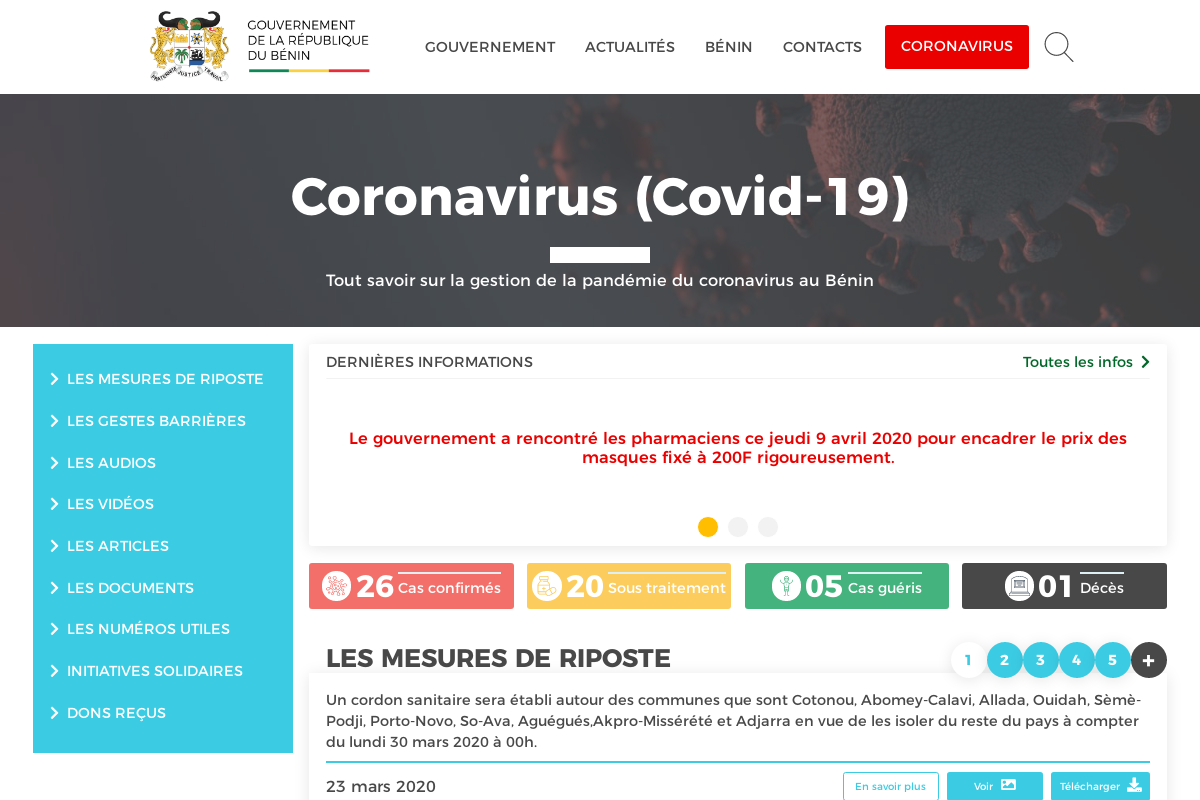 GOUVERNEMENT
DE LA RÉPUBLIQUE
DU BÉNIN
FRATERNITÉ JUSTICE TRAVAIL
GOUVERNEMENT
ACTUALITÉS
BÉNIN
CONTACTS
CORONAVIRUS
Coronavirus (Covid-19)
Tout savoir sur la gestion de la pandémie du coronavirus au Bénin
LES MESURES DE RIPOSTE
LES GESTES BARRIÈRES
LES AUDIOS
LES VIDÉOS
LES ARTICLES
LES DOCUMENTS
LES NUMÉROS UTILES
INITIATIVES SOLIDAIRES
DONS REÇUS
DERNIÈRES INFORMATIONS
Toutes les infos
Le gouvernement a rencontré les pharmaciens ce jeudi 9 avril 2020 pour encadrer le prix des
masques fixé à 200F rigoureusement.
26 Cas confirmés
20 Sous traitement
05 Cas guéris
01 Décès
LES MESURES DE RIPOSTE
1 2 3 4 5 +
Un cordon sanitaire sera établi autour des communes que sont Cotonou, Abomey-Calavi, Allada, Ouidah, Sèmè-
Podji, Porto-Novo, So-Ava, Aguégués,Akpro-Missérété et Adjarra en vue de les isoler du reste du pays à compter
du lundi 30 mars 2020 à 00h.
23 mars 2020
En savoir plus
Voir
Télécharger